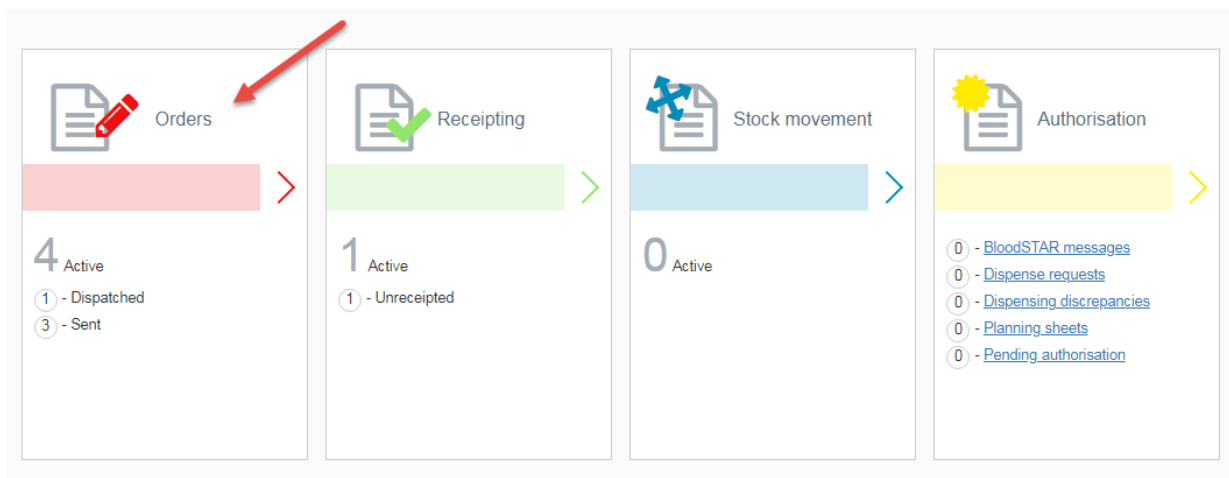 Orders
4 Active
1 - Dispatched
3 - Sent
Receipting
1 Active
1 - Unreceipted
Stock movement
0 Active
Authorisation
0 - BloodSTAR messages
0 - Dispense requests
0 - Dispensing discrepancies
0 - Planning sheets
0 - Pending authorisation